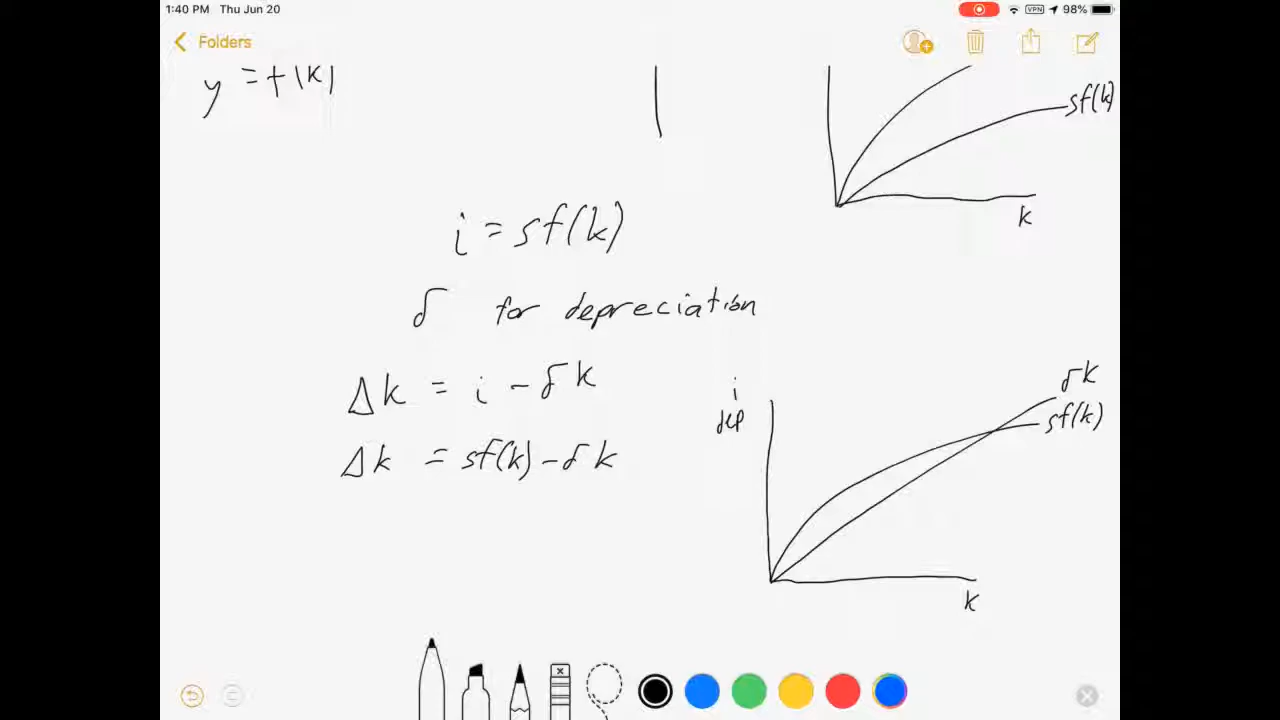 1:40 PM Thu Jun 20
VPN 98%
Folders
y = f(k)
sf(k)
k
i = sf(k)
δ for depreciation
Δk = i - δk
Δk = sf(k) - δk
i
dep
δk
sf(k)
k